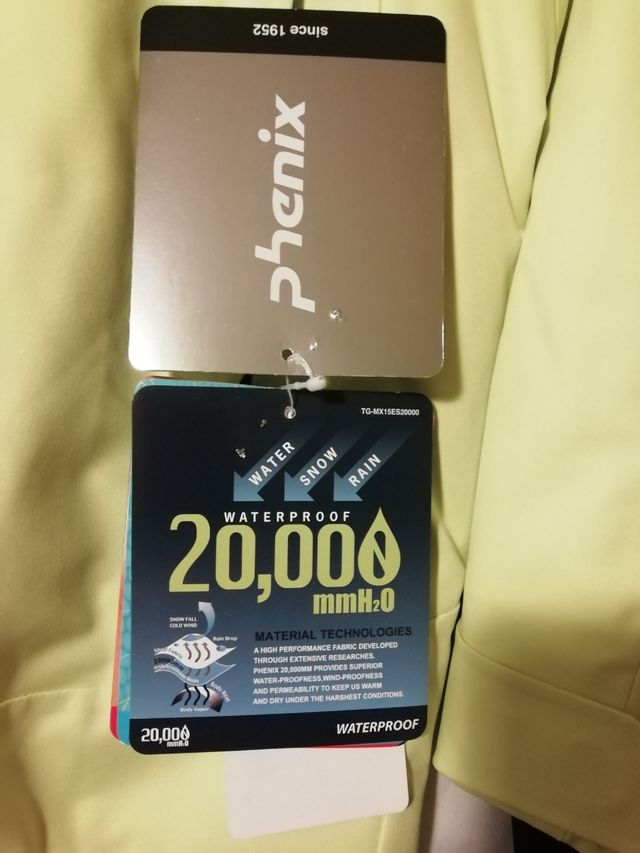 since 1952
phenix
TG-MX15ES20000
WATER
SNOW
RAIN
WATERPROOF
20,000
mmH₂O
SNOW FALL
COLD WIND
Rain Drop
Body Heat
Body Vapor
MATERIAL TECHNOLOGIES
A HIGH PERFORMANCE FABRIC DEVELOPED
THROUGH EXTENSIVE RESEARCHES.
PHENIX 20,000MM PROVIDES SUPERIOR
WATER-PROOFNESS,WIND-PROOFNESS
AND PERMEABILITY TO KEEP US WARM
AND DRY UNDER THE HARSHEST CONDITIONS.
20,000
mmH₂O
WATERPROOF